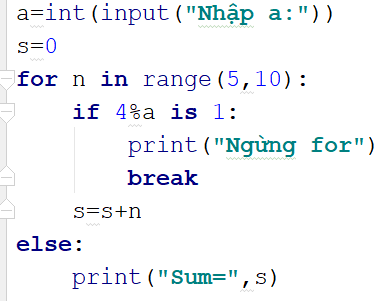 a=int(input("Nhập a:"))
s=0
for n in range(5,10):
    if 4%a is 1:
        print("Ngừng for")
        break
    s=s+n
else:
    print("Sum=",s)